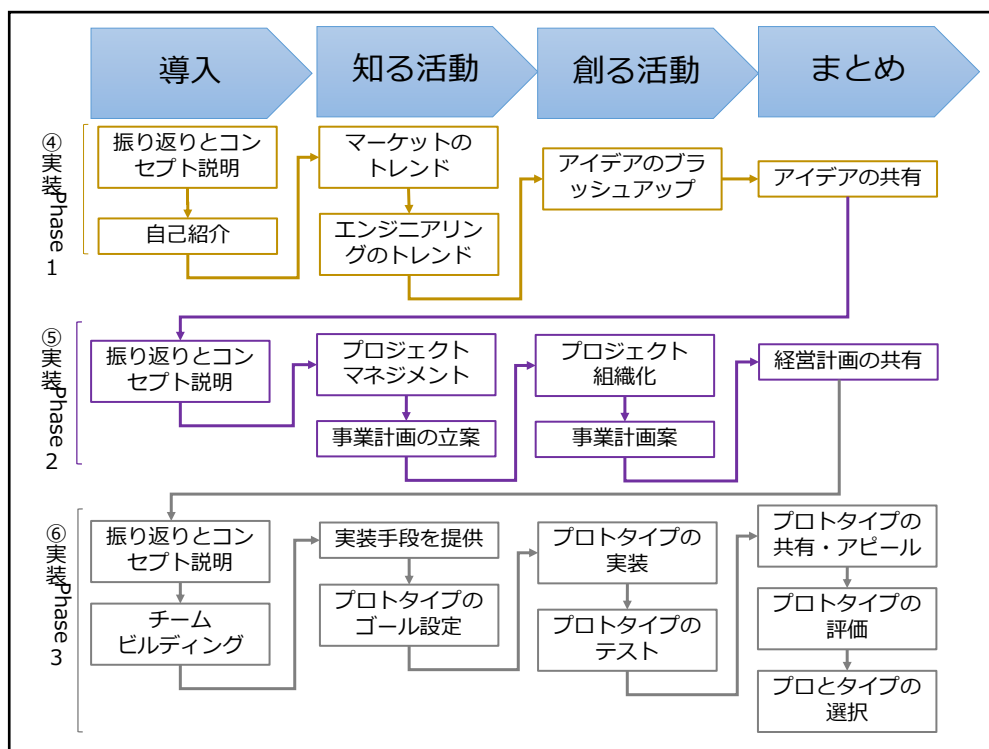 導入
知る活動
創る活動
まとめ
④実装Phase1
振り返りとコン
セプト説明
自己紹介
マーケットの
トレンド
エンジニアリン
グのトレンド
アイデアのブラ
ッシュアップ
アイデアの共有
⑤実装Phase2
振り返りとコン
セプト説明
プロジェクト
マネジメント
事業計画の立案
プロジェクト
組織化
事業計画案
経営計画の共有
⑥実装Phase3
振り返りとコン
セプト説明
チーム
ビルディング
実装手段を提供
プロトタイプの
ゴール設定
プロトタイプの
実装
プロトタイプの
テスト
プロトタイプの
共有・アピール
プロトタイプの
評価
プロとタイプの
選択